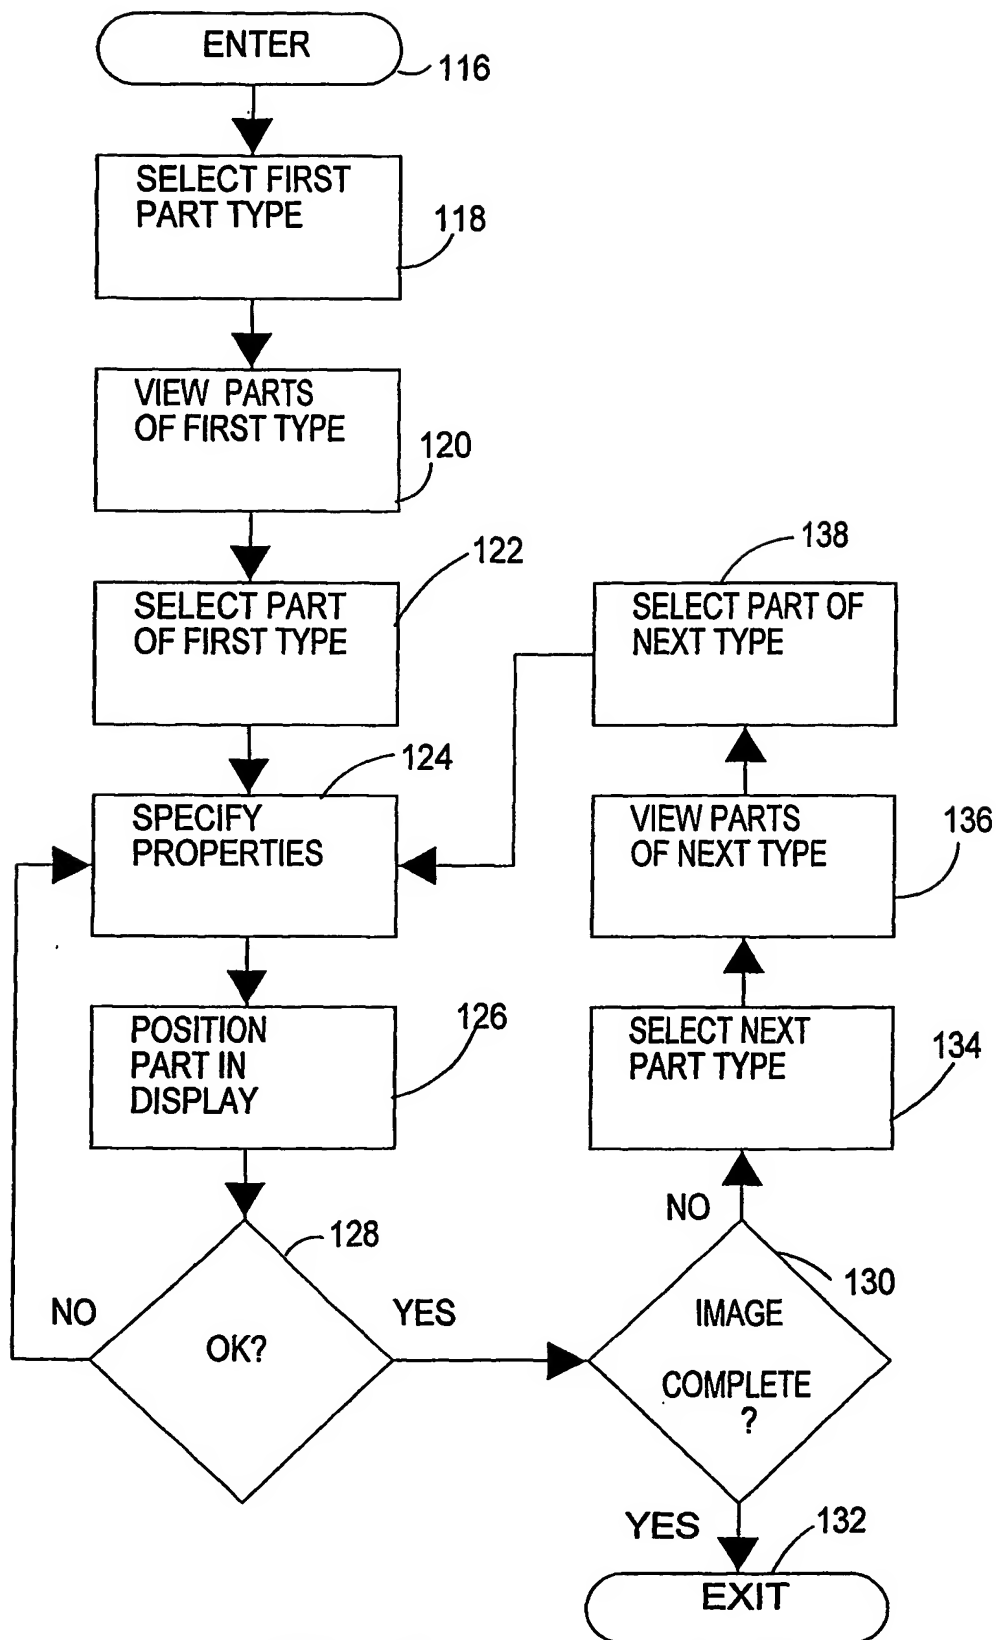 ENTER
116
SELECT FIRST
PART TYPE
118
VIEW PARTS
OF FIRST TYPE
120
SELECT PART
OF FIRST TYPE
122
SPECIFY
PROPERTIES
124
POSITION
PART IN
DISPLAY
126
OK?
128
NO
YES
IMAGE
COMPLETE
?
130
NO
SELECT NEXT
PART TYPE
134
VIEW PARTS
OF NEXT TYPE
136
SELECT PART OF
NEXT TYPE
138
YES
EXIT
132